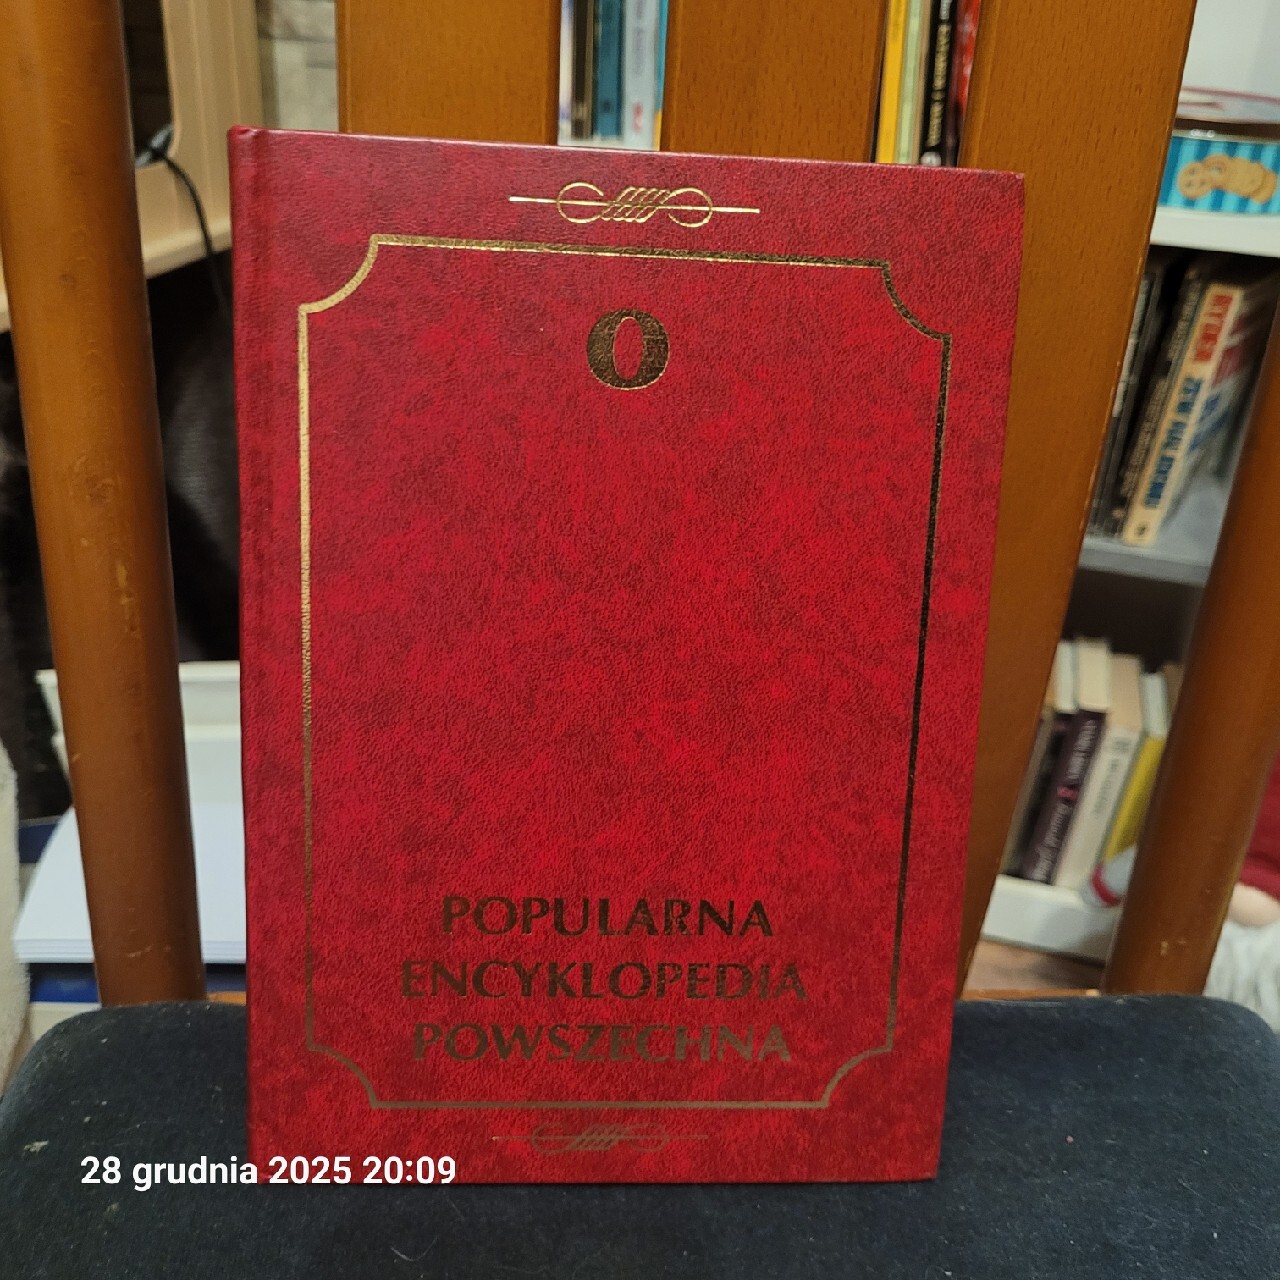 O
POPULARNA
ENCYKLOPEDIA
POWSZECHNA
28 grudnia 2025 20:09